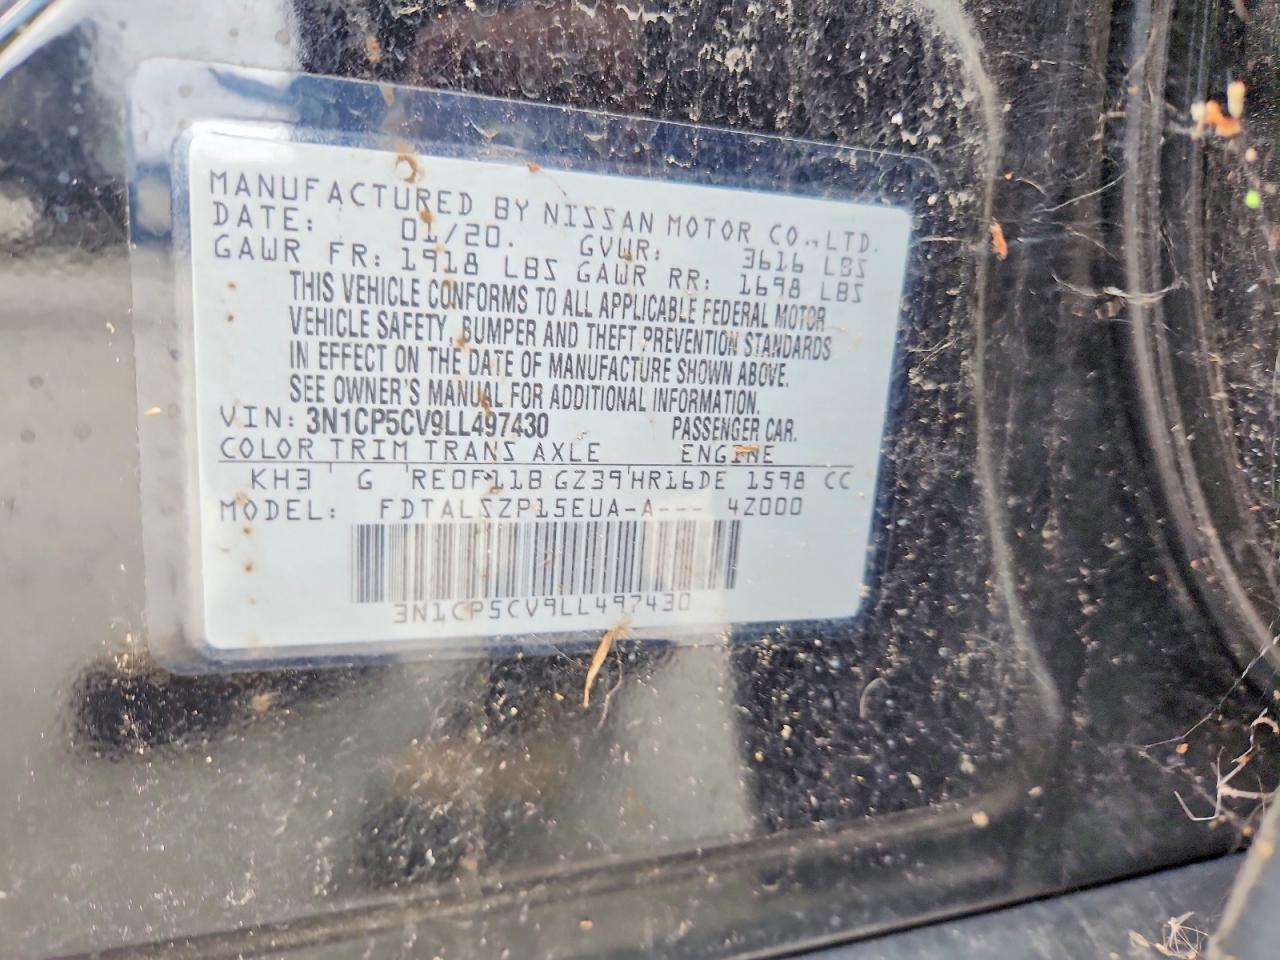 MANUFACTURED BY NISSAN MOTOR CO.,LTD.
DATE: 01/20. GVWR: 3616 LBS
GAWR FR: 1918 LBS GAWR RR: 1698 LBS
THIS VEHICLE CONFORMS TO ALL APPLICABLE FEDERAL MOTOR
VEHICLE SAFETY, BUMPER AND THEFT PREVENTION STANDARDS
IN EFFECT ON THE DATE OF MANUFACTURE SHOWN ABOVE.
SEE OWNER'S MANUAL FOR ADDITIONAL INFORMATION.
VIN: 3N1CP5CV9LL497430 PASSENGER CAR.
COLOR TRIM TRANS AXLE ENGINE
KH3 G RE0F11B GZ39 HR16DE 1598 CC
MODEL: FDTALSZP15EUA-A--- 4Z000
3N1CP5CV9LL497430